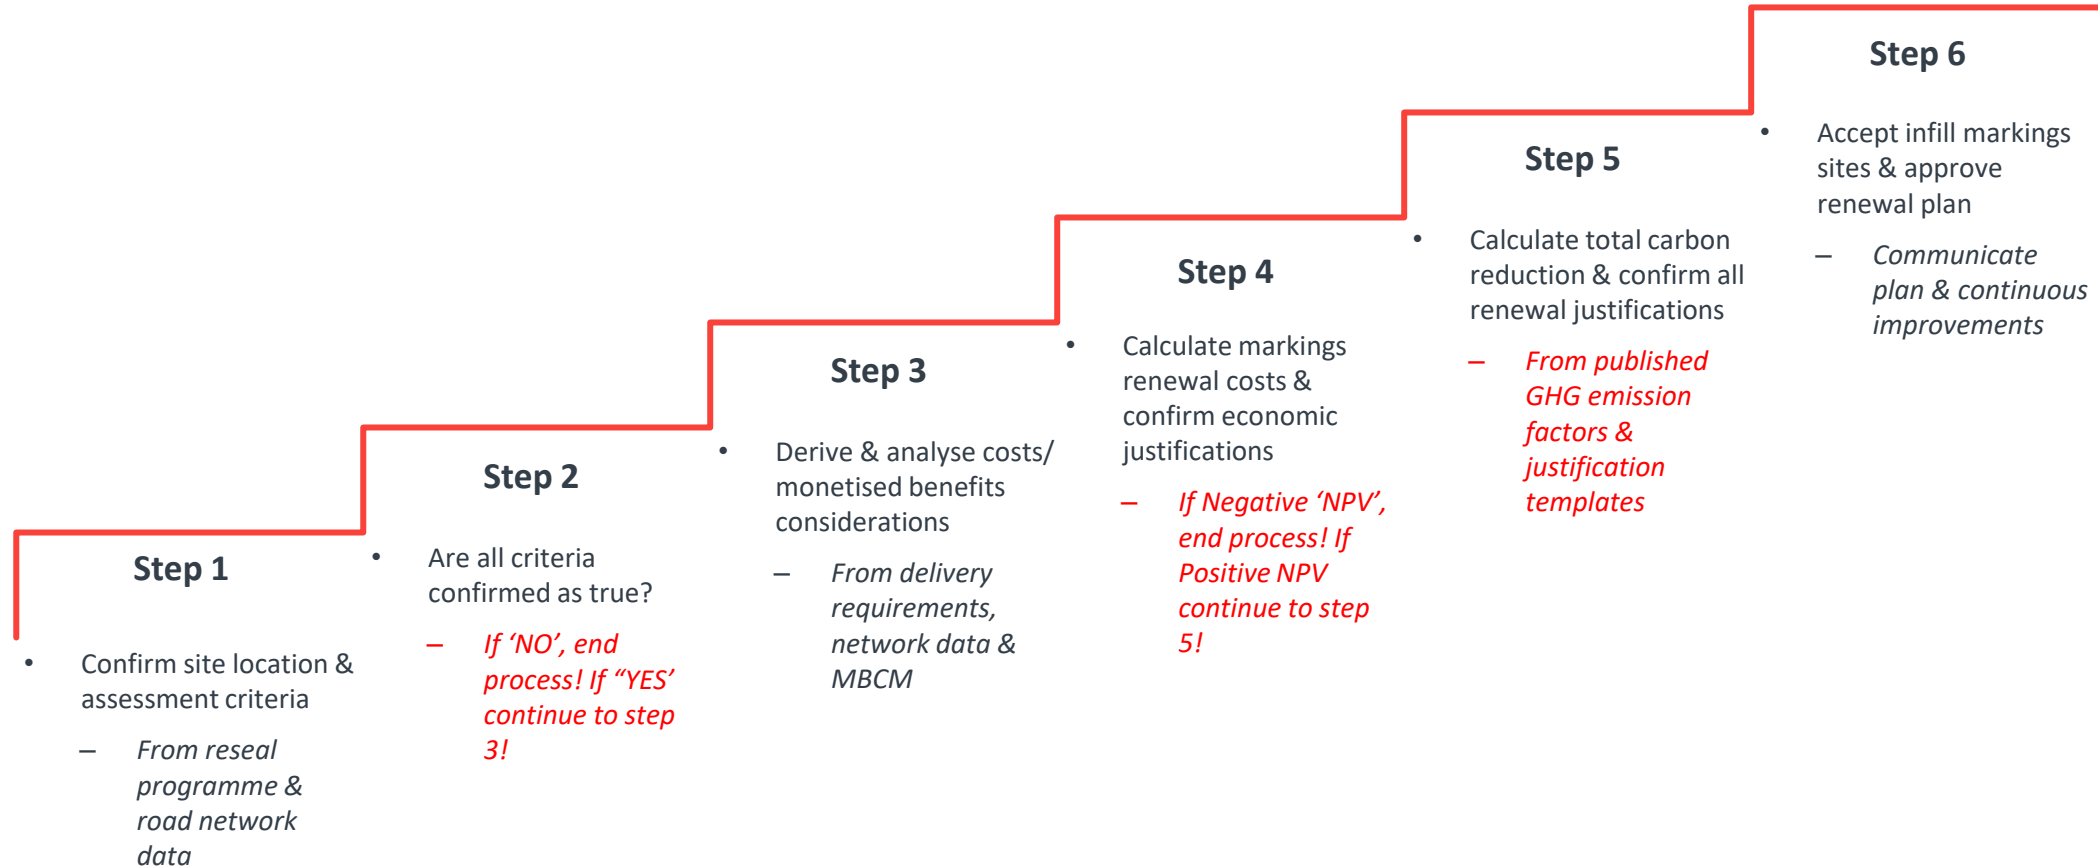 Step 1
• Confirm site location &
assessment criteria
– From reseal
programme &
road network
data
Step 2
• Are all criteria
confirmed as true?
– If ‘NO’, end
process! If “YES’
continue to step
3!
Step 3
• Derive & analyse costs/
monetised benefits
considerations
– From delivery
requirements,
network data &
MBCM
Step 4
• Calculate markings
renewal costs &
confirm economic
justifications
– If Negative ‘NPV’,
end process! If
Positive NPV
continue to step
5!
Step 5
• Calculate total carbon
reduction & confirm all
renewal justifications
– From published
GHG emission
factors &
justification
templates
Step 6
• Accept infill markings
sites & approve
renewal plan
– Communicate
plan & continuous
improvements